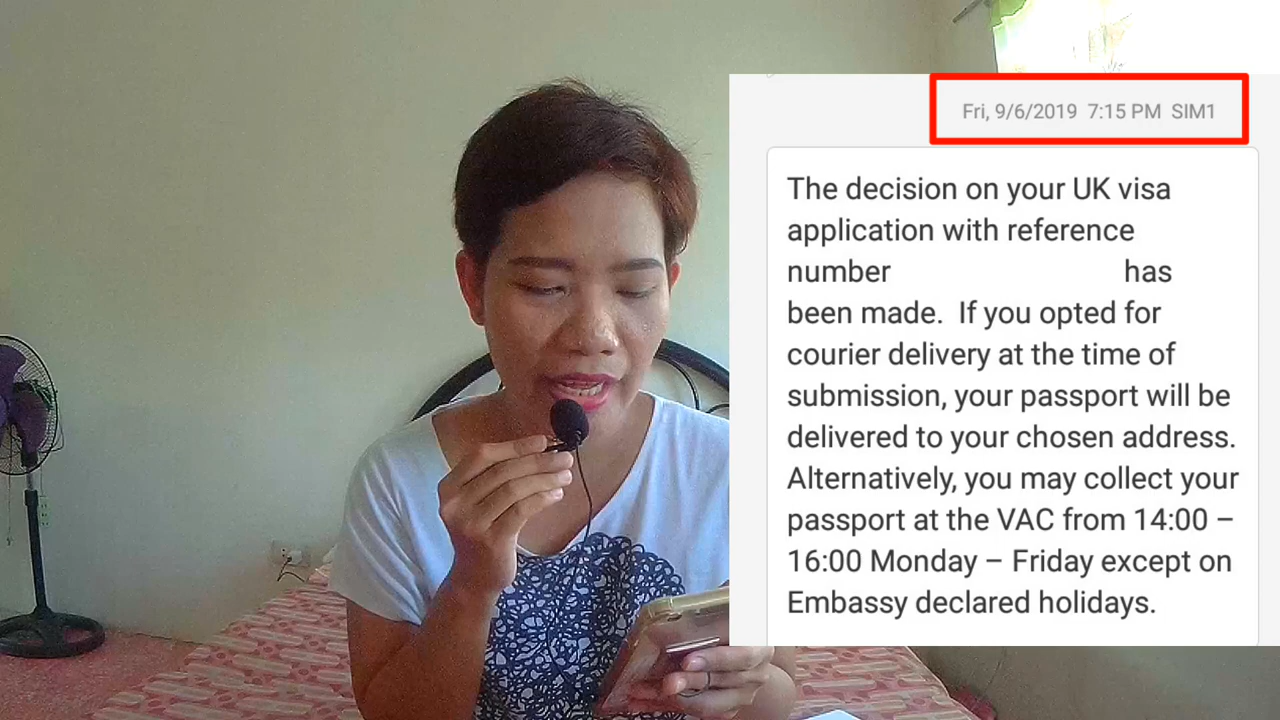 Fri, 9/6/2019 7:15 PM SIM1
The decision on your UK visa
application with reference
number has
been made. If you opted for
courier delivery at the time of
submission, your passport will be
delivered to your chosen address.
Alternatively, you may collect your
passport at the VAC from 14:00 –
16:00 Monday – Friday except on
Embassy declared holidays.